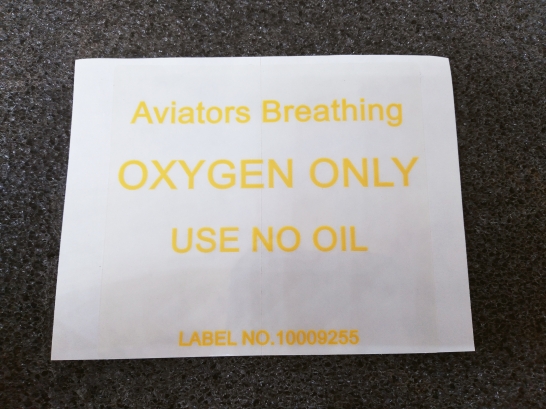 Aviators Breathing
OXYGEN ONLY
USE NO OIL
LABEL NO.10009255